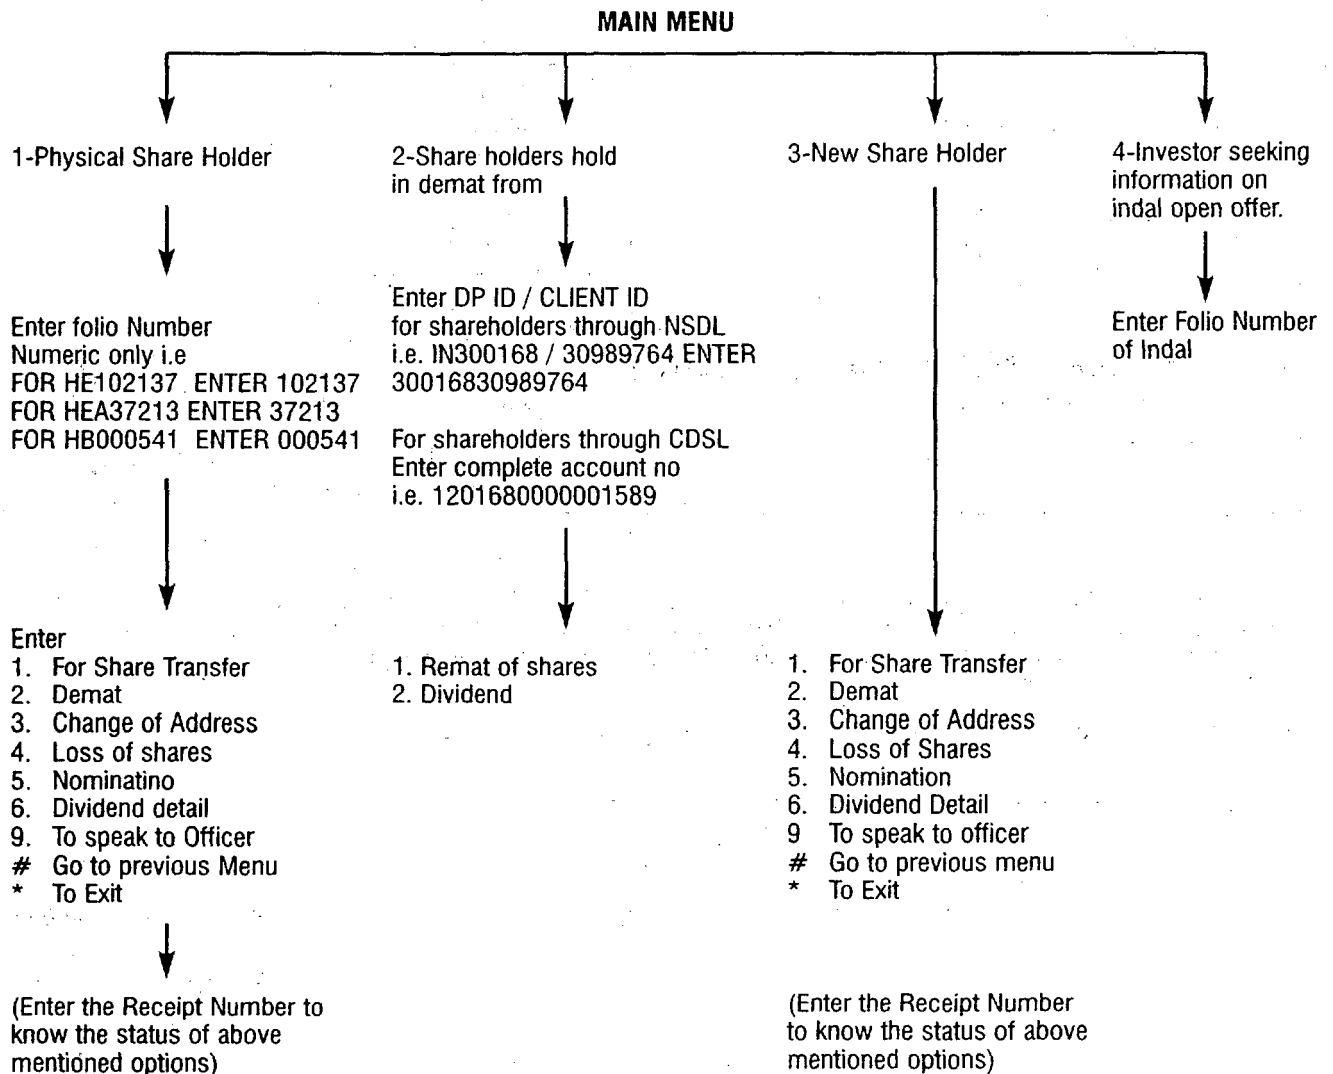 MAIN MENU
1-Physical Share Holder
Enter folio Number
Numeric only i.e
FOR HE102137 ENTER 102137
FOR HEA37213 ENTER 37213
FOR HB000541 ENTER 000541
Enter
1. For Share Transfer
2. Demat
3. Change of Address
4. Loss of shares
5. Nominatino
6. Dividend detail
9. To speak to Officer
# Go to previous Menu
* To Exit
(Enter the Receipt Number to
know the status of above
mentioned options)
2-Share holders hold
in demat from
Enter DP ID / CLIENT ID
for shareholders through NSDL
i.e. IN300168 / 30989764 ENTER
30016830989764
For shareholders through CDSL
Enter complete account no
i.e. 1201680000001589
1. Remat of shares
2. Dividend
3-New Share Holder
1. For Share Transfer
2. Demat
3. Change of Address
4. Loss of Shares
5. Nomination
6. Dividend Detail
9 To speak to officer
# Go to previous menu
* To Exit
(Enter the Receipt Number
to know the status of above
mentioned options)
4-Investor seeking
information on
indal open offer.
Enter Folio Number
of Indal